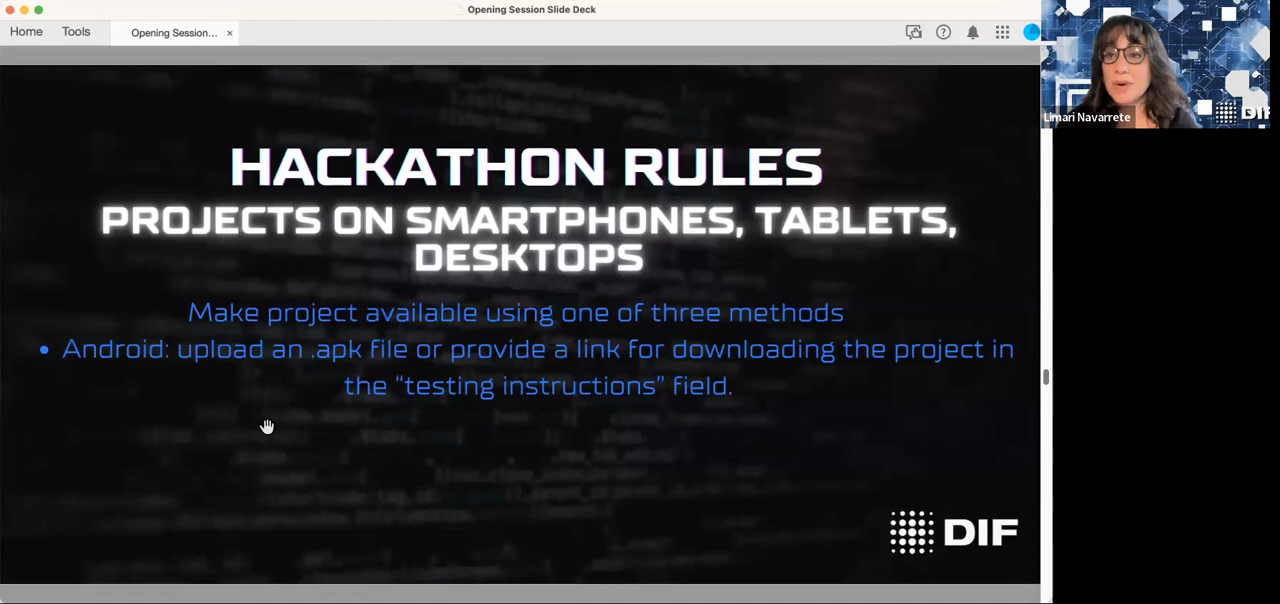 Opening Session Slide Deck
Home Tools Opening Session... ×
HACKATHON RULES
PROJECTS ON SMARTPHONES, TABLETS,
DESKTOPS
Make project available using one of three methods
• Android: upload an .apk file or provide a link for downloading the project in
the “testing instructions” field.
DIF
Limari Navarrete
DIF